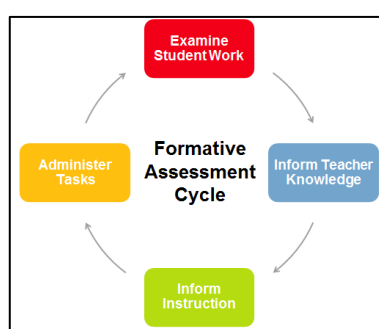 Examine
Student Work
Formative
Assessment
Cycle
Administer
Tasks
Inform Teacher
Knowledge
Inform
Instruction